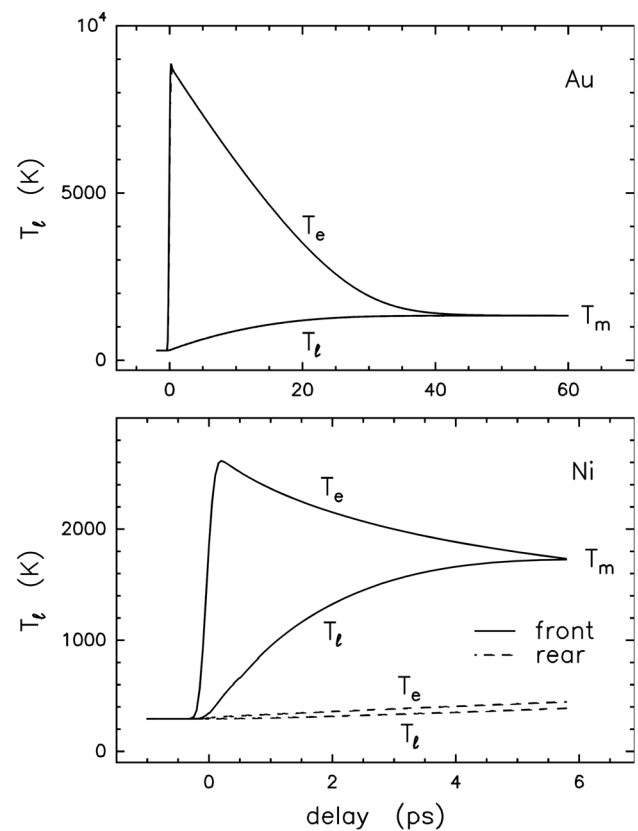 10⁴
Au
5000
T_ℓ (K)
T_e
T_m
T_ℓ
0
0 20 40 60
Ni
T_e
2000
T_m
T_ℓ (K)
T_ℓ
front
1000
rear
T_e
T_ℓ
0
0 2 4 6
delay (ps)